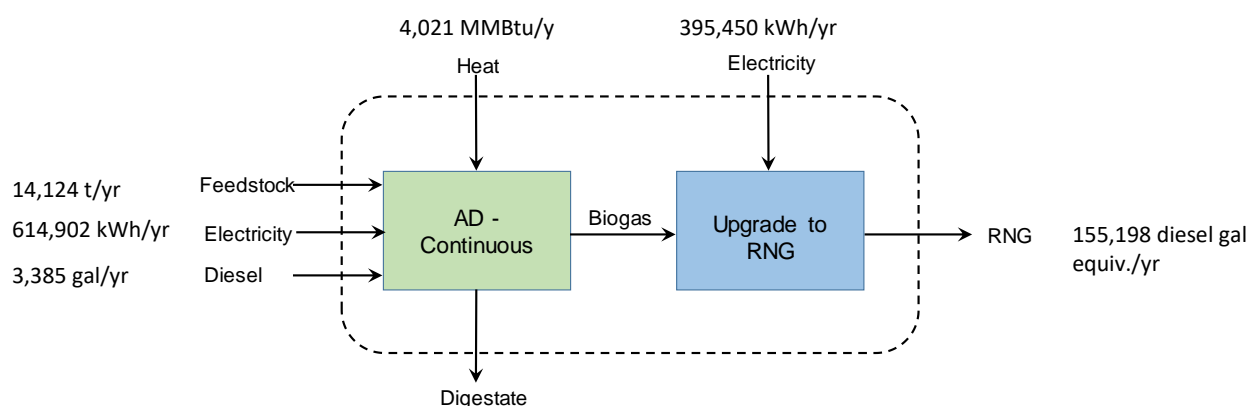 4,021 MMBtu/y
395,450 kWh/yr
Heat
Electricity
14,124 t/yr
Feedstock
614,902 kWh/yr
Electricity
3,385 gal/yr
Diesel
AD -
Continuous
Biogas
Upgrade to
RNG
RNG
155,198 diesel gal
equiv./yr
Digestate